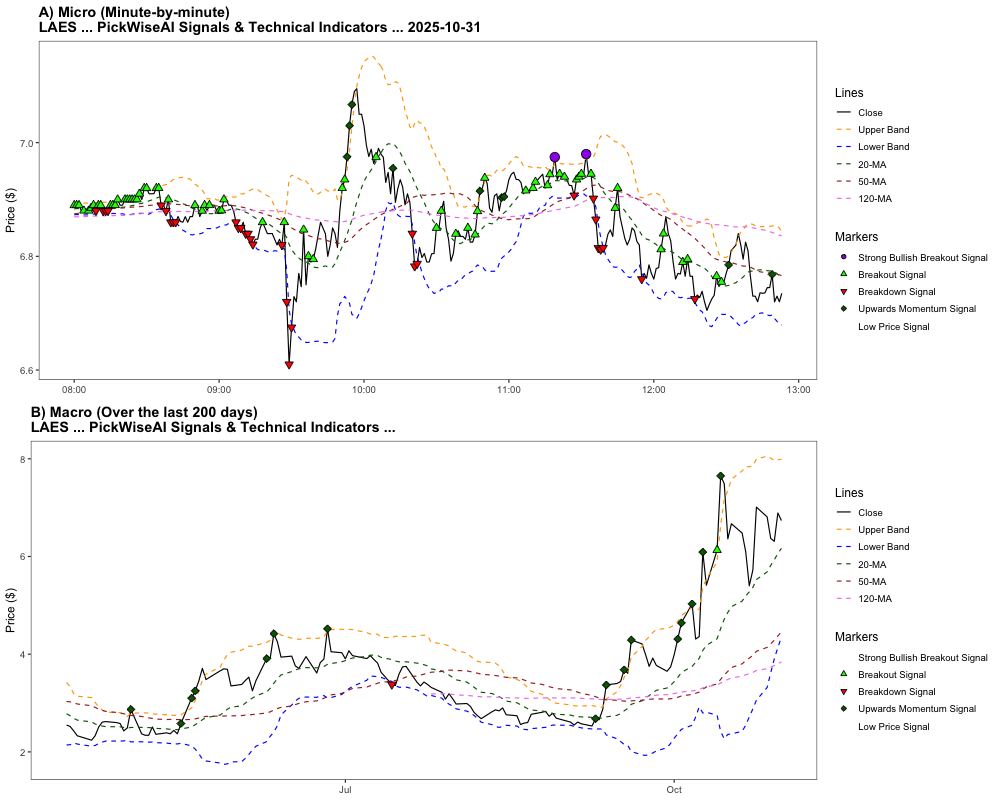 A) Micro (Minute-by-minute)
LAES ... PickWiseAI Signals & Technical Indicators ... 2025-10-31
Price ($)
7.0
6.8
6.6
08:00
09:00
10:00
11:00
12:00
13:00
Lines
Close
Upper Band
Lower Band
20-MA
50-MA
120-MA
Markers
Strong Bullish Breakout Signal
Breakout Signal
Breakdown Signal
Upwards Momentum Signal
Low Price Signal
B) Macro (Over the last 200 days)
LAES ... PickWiseAI Signals & Technical Indicators ...
Price ($)
8
6
4
2
Jul
Oct
Lines
Close
Upper Band
Lower Band
20-MA
50-MA
120-MA
Markers
Strong Bullish Breakout Signal
Breakout Signal
Breakdown Signal
Upwards Momentum Signal
Low Price Signal